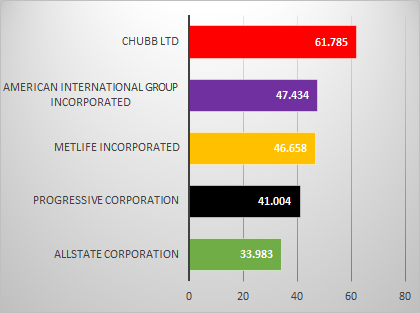 CHUBB LTD
61.785
AMERICAN INTERNATIONAL GROUP
INCORPORATED
47.434
METLIFE INCORPORATED
46.658
PROGRESSIVE CORPORATION
41.004
ALLSTATE CORPORATION
33.983
0 20 40 60 80